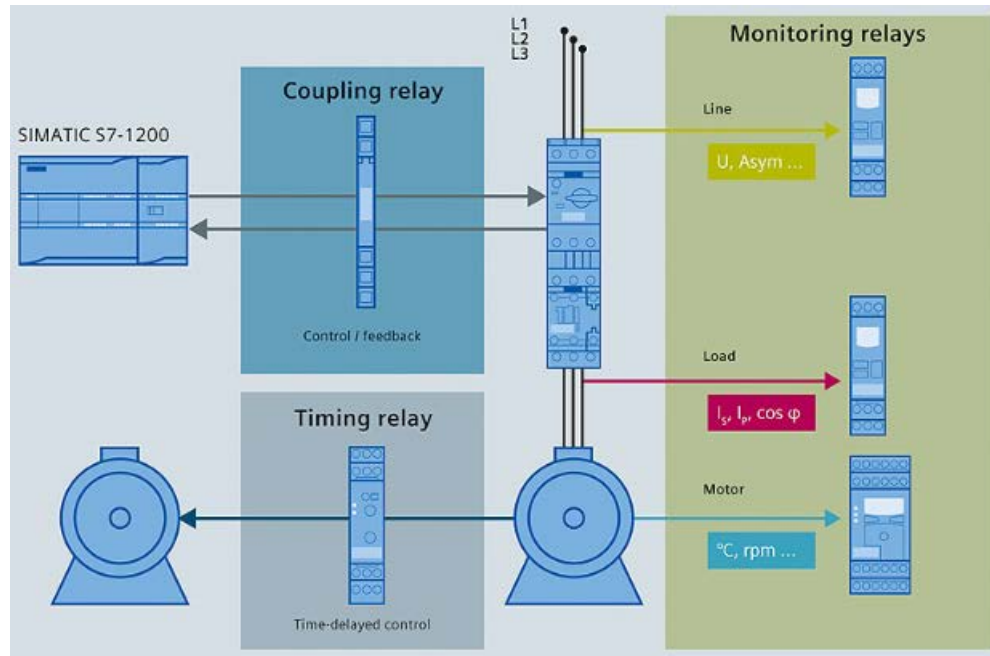 L1
L2
L3
Monitoring relays
Coupling relay
SIMATIC S7-1200
Line
U, Asym ...
Control / feedback
Load
Is, Ip, cos φ
Timing relay
Motor
°C, rpm ...
Time-delayed control